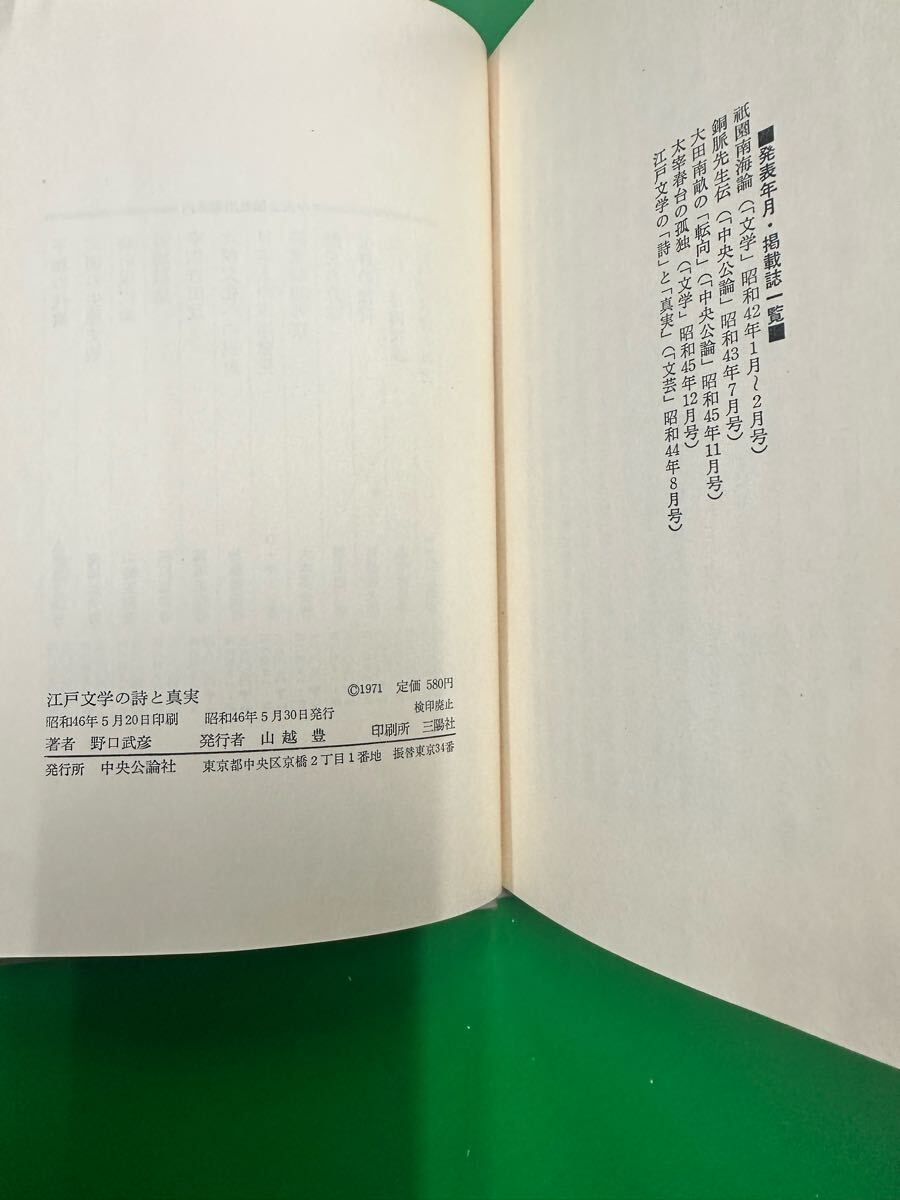 ■発表年月・掲載誌一覧■
祇園南海論（「文学」昭和42年1月〜2月号）
銅脈先生伝（「中央公論」昭和43年7月号）
大田南畝の「転向」（「中央公論」昭和45年11月号）
太宰春台の孤独（「文学」昭和45年12月号）
江戸文学の「詩」と「真実」（「文芸」昭和44年8月号）
江戸文学の詩と真実 ©1971 定価 580円
昭和46年5月20日印刷 昭和46年5月30日発行 検印廃止
著者 野口武彦 発行者 山越豊 印刷所 三陽社
発行所 中央公論社 東京都中央区京橋2丁目1番地 振替東京34番